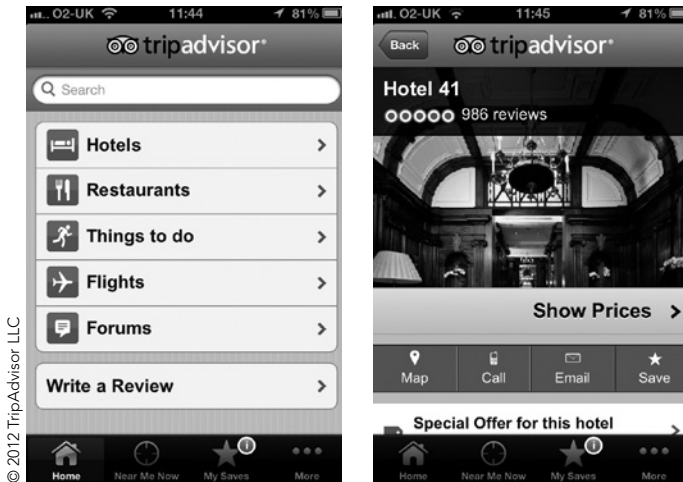 O2-UK 11:44 81%
tripadvisor®
Search
Hotels
Restaurants
Things to do
Flights
Forums
Write a Review
Home Near Me Now My Saves More
© 2012 TripAdvisor LLC
O2-UK 11:45 81%
Back tripadvisor®
Hotel 41
986 reviews
Show Prices
Map Call Email Save
Special Offer for this hotel
Home Near Me Now My Saves More